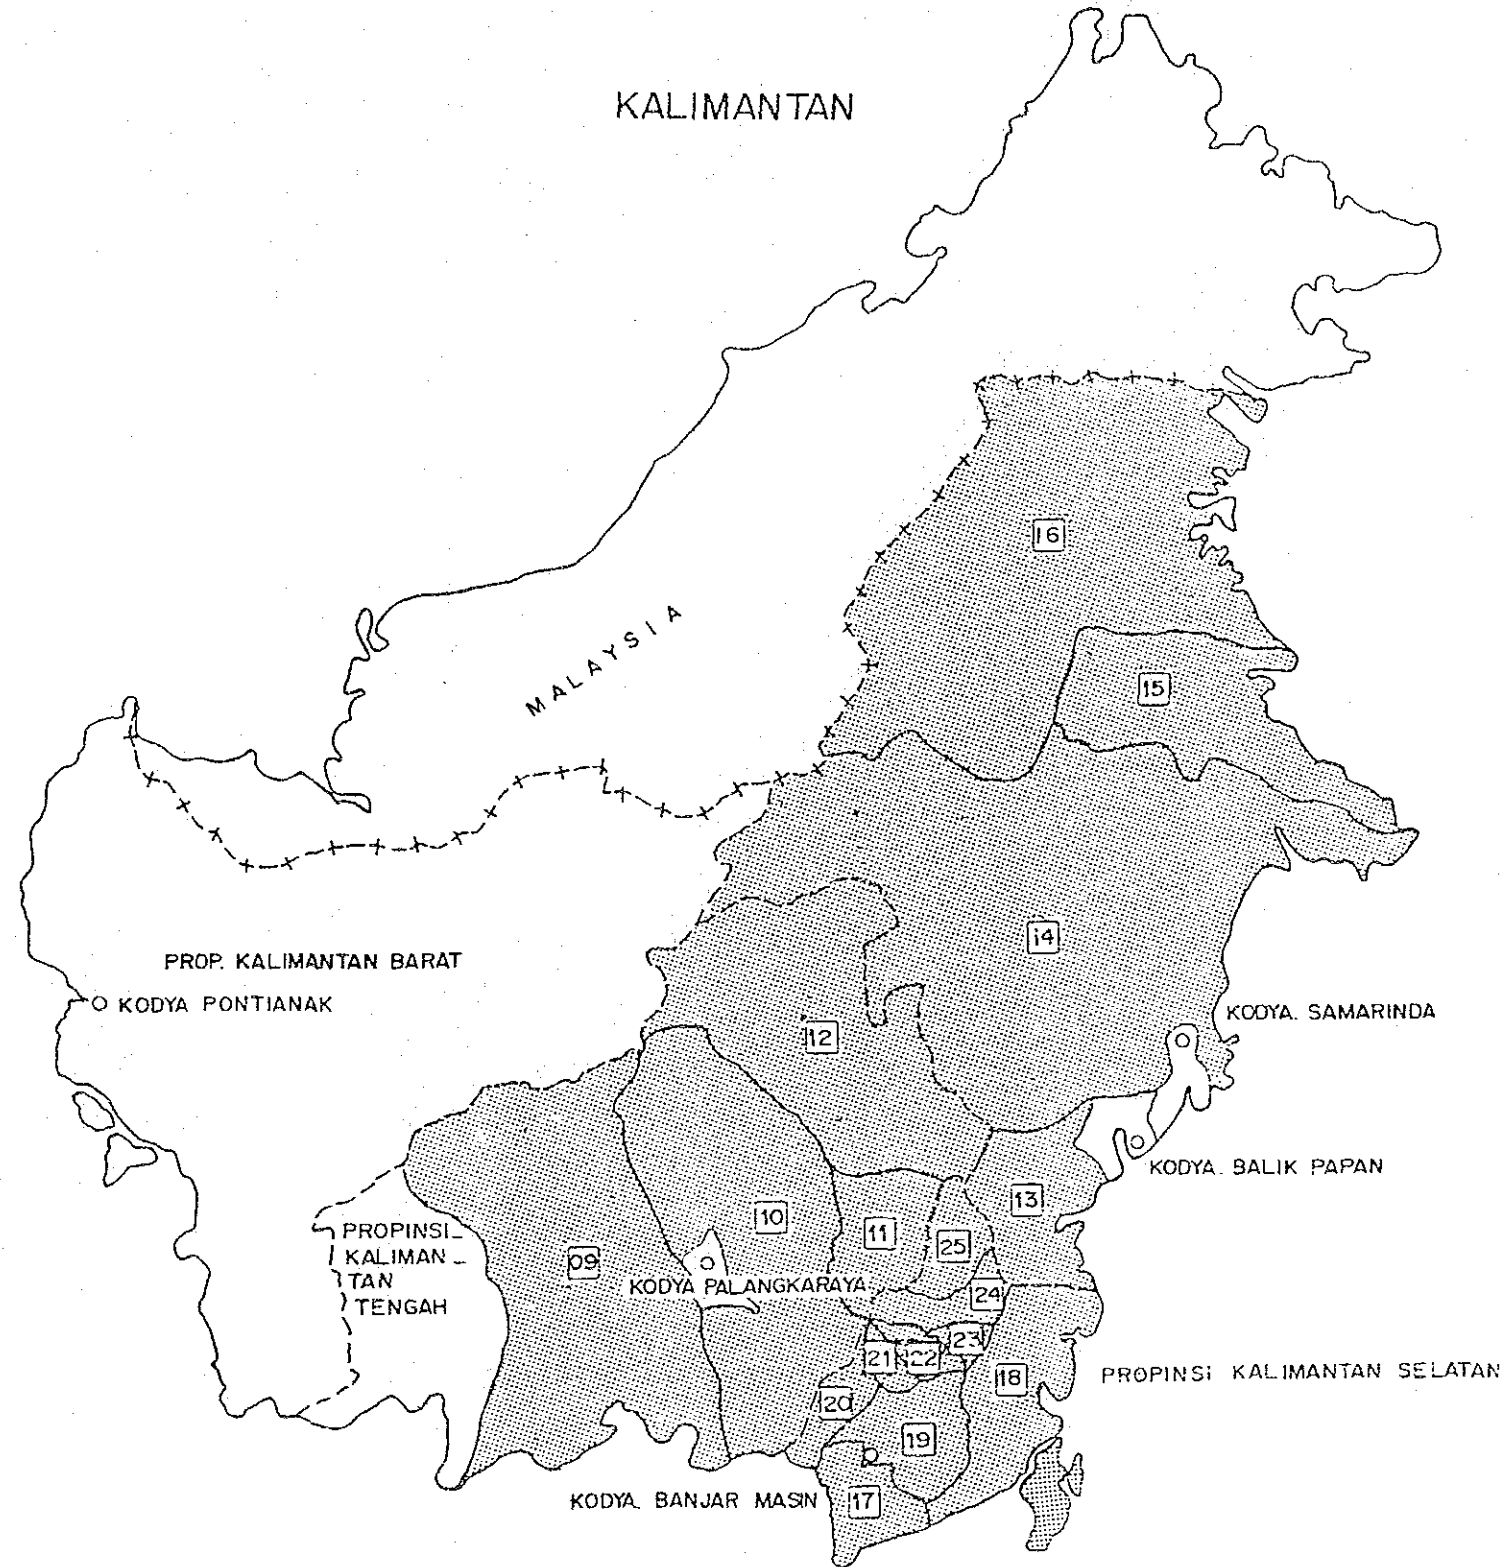 KALIMANTAN
16
MALAYSIA
15
14
PROP. KALIMANTAN BARAT
KODYA PONTIANAK
KODYA. SAMARINDA
12
KODYA. BALIK PAPAN
13
10
11
25
09
PROPINSI_
KALIMAN_
TAN
TENGAH
KODYA PALANGKARAYA
24
23
21
22
18
PROPINSI KALIMANTAN SELATAN
20
19
KODYA. BANJAR MASIN
17